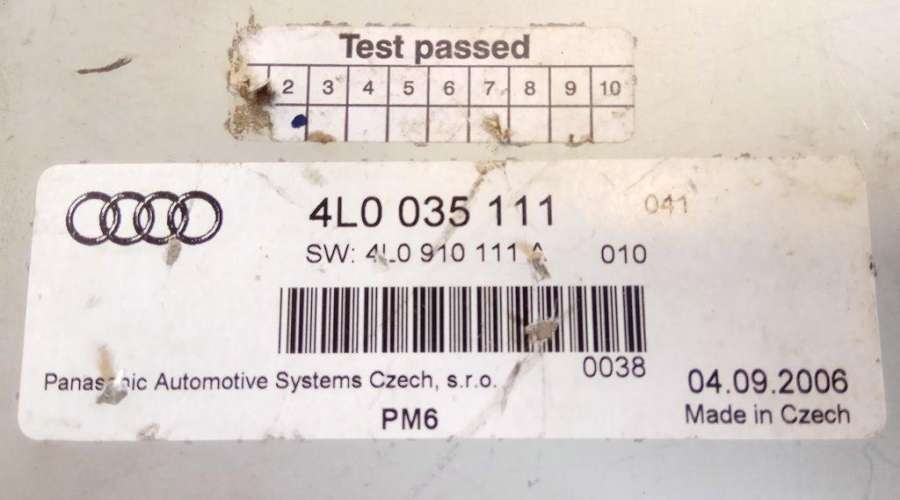 Test passed
2 3 4 5 6 7 8 9 10
4L0 035 111 041
SW: 4L0 910 111 A 010
0038
Panasonic Automotive Systems Czech, s.r.o.
04.09.2006
PM6
Made in Czech